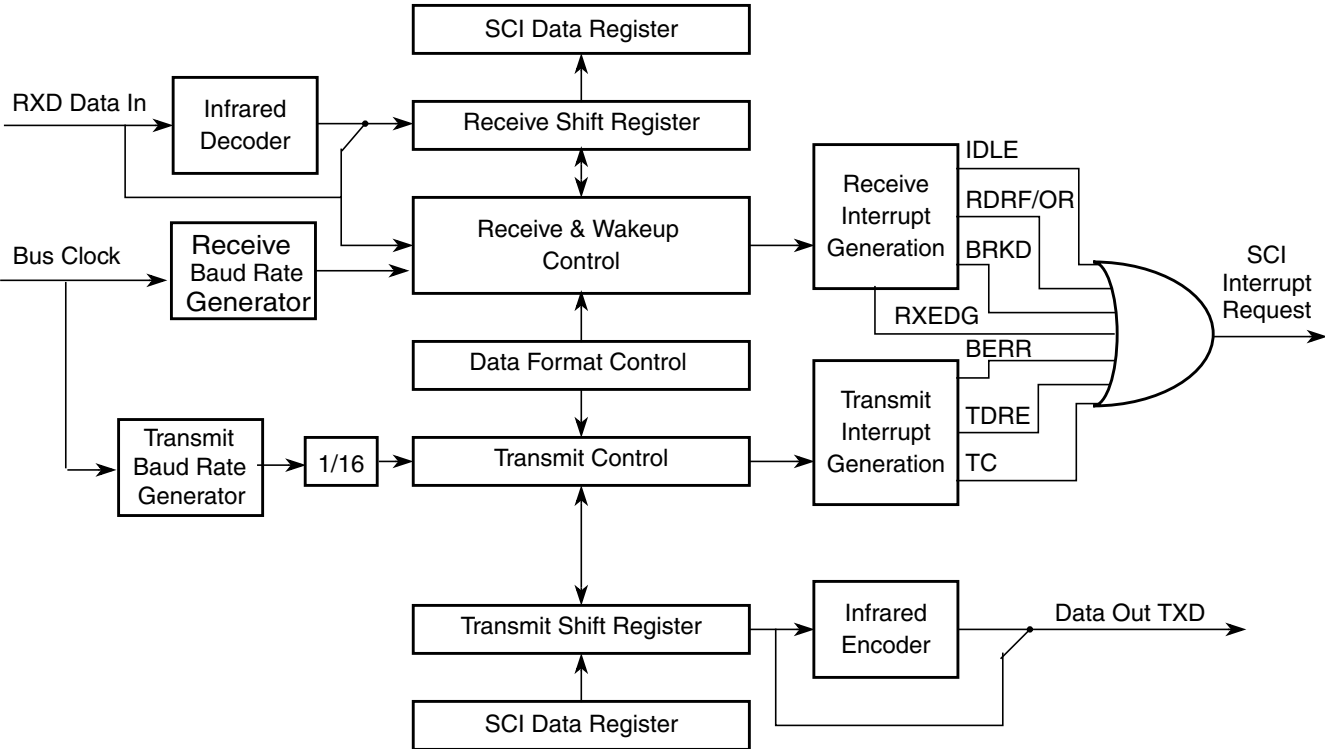 SCI Data Register
RXD Data In
Infrared
Decoder
Receive Shift Register
IDLE
Receive
Interrupt
Generation
RDRF/OR
BRKD
RXEDG
Bus Clock
Receive
Baud Rate
Generator
Receive & Wakeup
Control
SCI
Interrupt
Request
Data Format Control
BERR
Transmit
Interrupt
Generation
TDRE
TC
Transmit
Baud Rate
Generator
1/16
Transmit Control
Transmit Shift Register
Infrared
Encoder
Data Out TXD
SCI Data Register